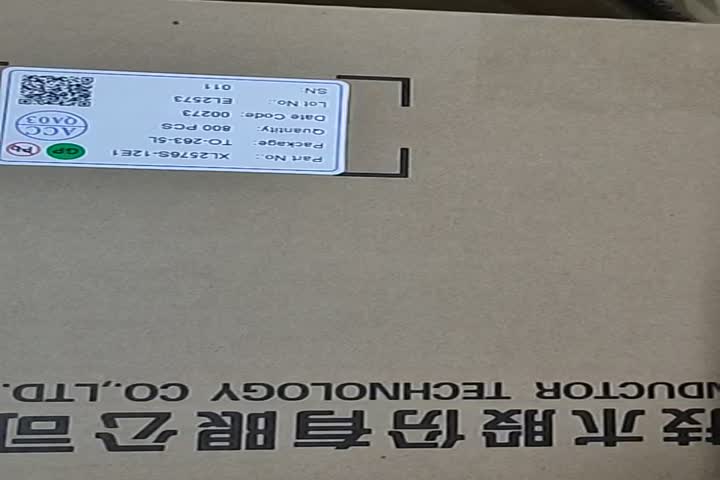 技术股份有限公司
NDUCTOR TECHNOLOGY CO.,LTD.
Part No.: XL2576S-12E1
Package: TO-263-5L
Quantity: 800 PCS
Date Code: 00273
Lot No.: EL2573
SN: 011
GP
Pb
ACC
QA03